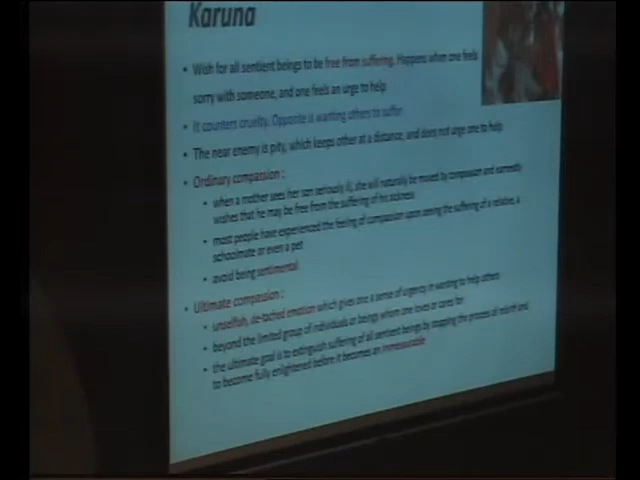 Karuna
• Wish for all sentient beings to be free from suffering. Happens when one feels
sorry with someone, and one feels an urge to help
• It counters cruelty. Opposite is wanting others to suffer
• The near enemy is pity, which keeps other at a distance, and does not urge one to help
• Ordinary compassion :
• when a mother sees her son seriously ill, she will naturally be moved by compassion and earnestly
wishes that he may be free from the suffering of his sickness
• most people have experienced the feeling of compassion upon seeing the suffering of a relative, a
schoolmate or even a pet
• avoid being sentimental
• Ultimate compassion :
• unselfish, de-tached emotion which gives one a sense of urgency in wanting to help others
• beyond the limited group of individuals or beings whom one loves or cares for
• the ultimate goal is to extinguish suffering of all sentient beings by stopping the process of rebirth and
to become fully enlightened before it becomes an immeasurable